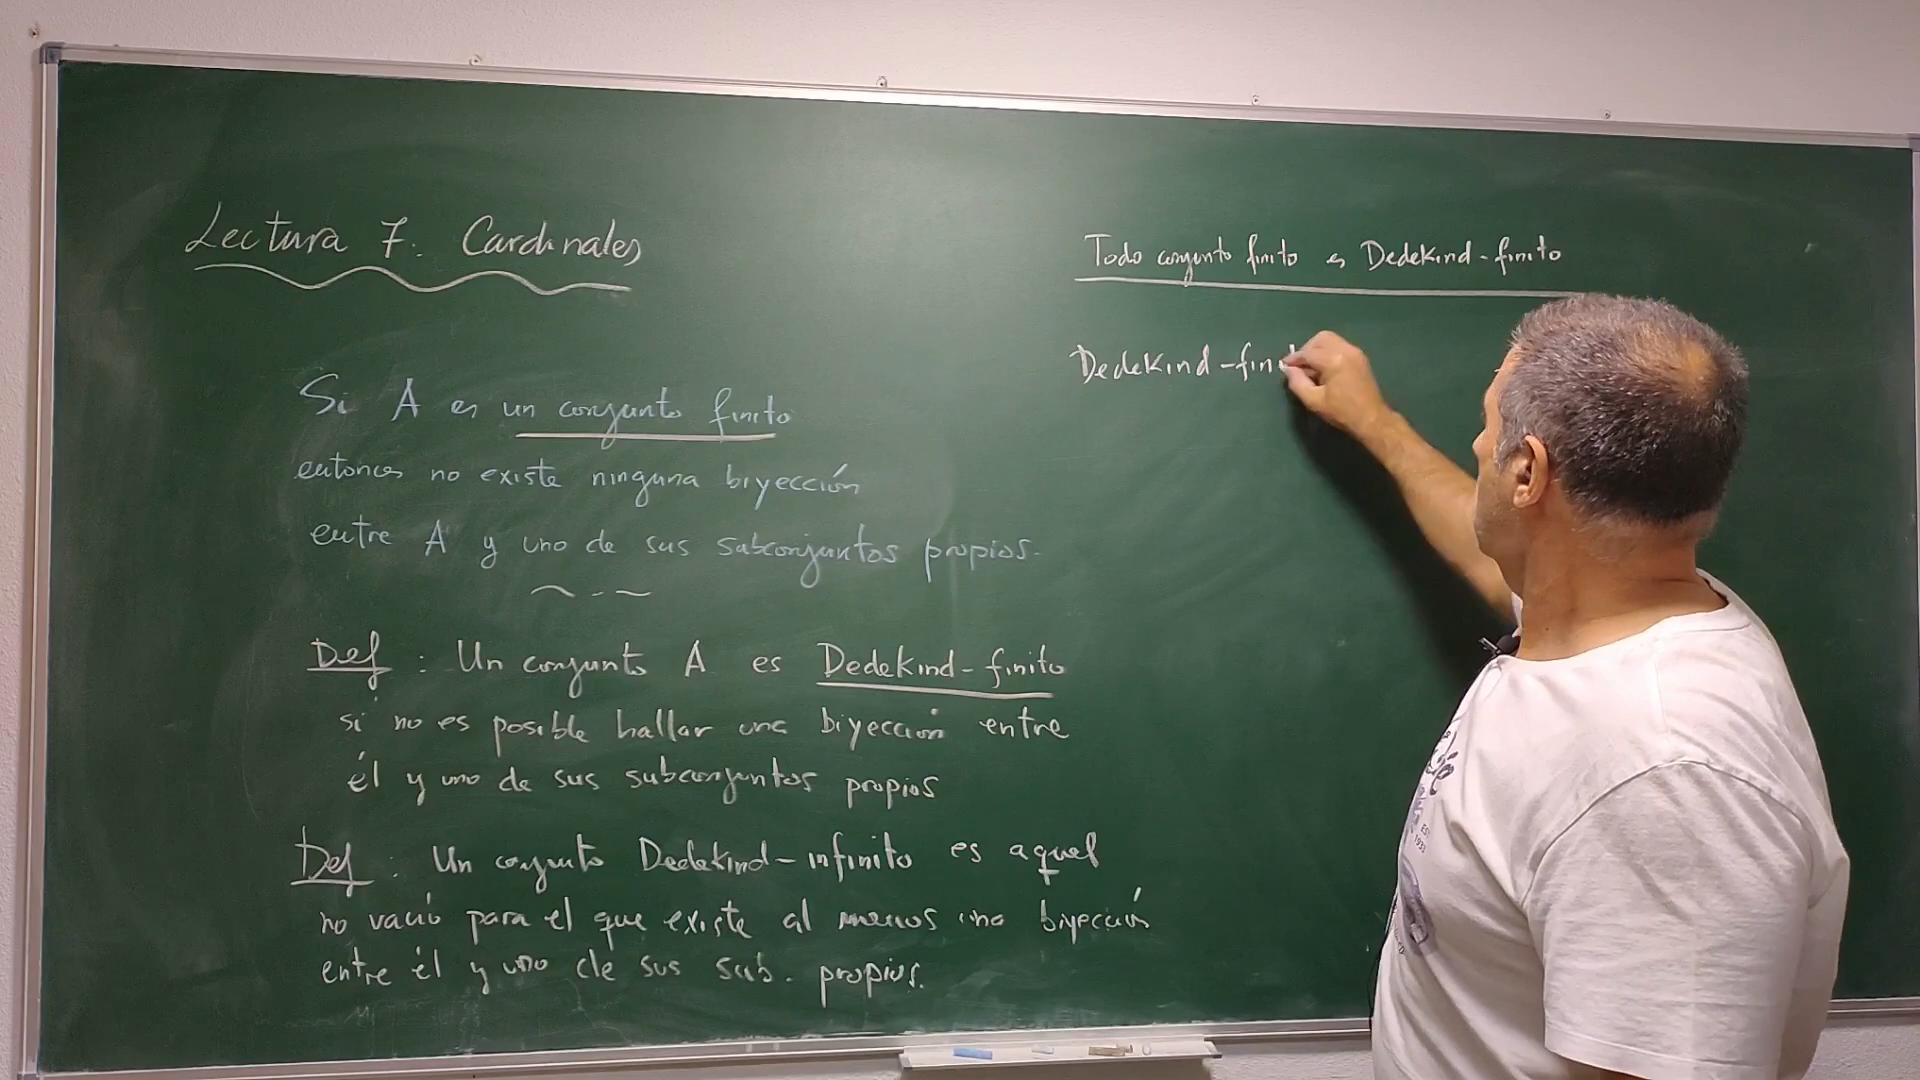 Lectura 7: Cardinales
Si A es un conjunto finito
entonces no existe ninguna biyección
entre A y uno de sus subconjuntos propios.
Def: Un conjunto A es Dedekind-finito
si no es posible hallar una biyección entre
él y uno de sus subconjuntos propios
Def: Un conjunto Dedekind-infinito es aquel
no vacío para el que existe al menos una biyección
entre él y uno de sus sub. propios.
Todo conjunto finito es Dedekind-finito
Dedekind-finit